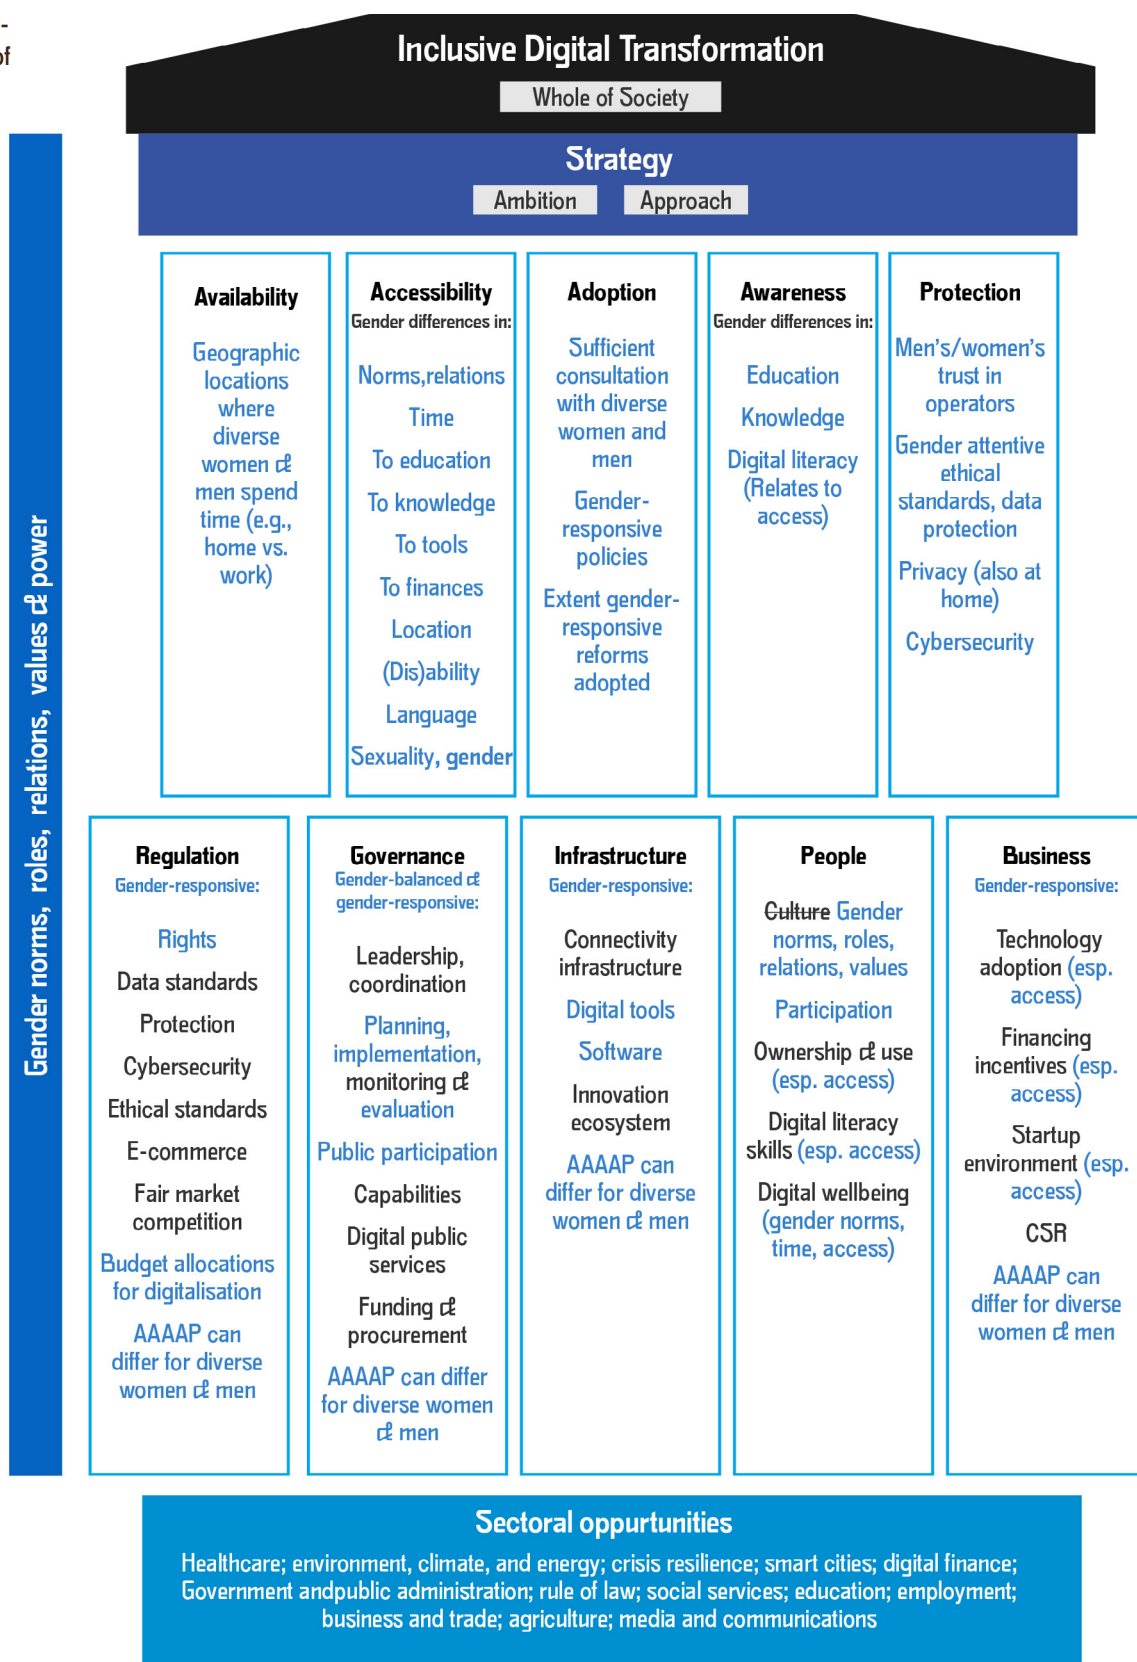 -
of
Inclusive Digital Transformation
Whole of Society
Strategy
Ambition
Approach
Gender norms, roles, relations, values & power
Availability
Geographic
locations
where
diverse
women &
men spend
time (e.g.,
home vs.
work)
Accessibility
Gender differences in:
Norms,relations
Time
To education
To knowledge
To tools
To finances
Location
(Dis)ability
Language
Sexuality, gender
Adoption
Sufficient
consultation
with diverse
women and
men
Gender-
responsive
policies
Extent gender-
responsive
reforms
adopted
Awareness
Gender differences in:
Education
Knowledge
Digital literacy
(Relates to
access)
Protection
Men's/women's
trust in
operators
Gender attentive
ethical
standards, data
protection
Privacy (also at
home)
Cybersecurity
Regulation
Gender-responsive:
Rights
Data standards
Protection
Cybersecurity
Ethical standards
E-commerce
Fair market
competition
Budget allocations
for digitalisation
AAAAP can
differ for diverse
women & men
Governance
Gender-balanced &
gender-responsive:
Leadership,
coordination
Planning,
implementation,
monitoring &
evaluation
Public participation
Capabilities
Digital public
services
Funding &
procurement
AAAAP can differ
for diverse women
& men
Infrastructure
Gender-responsive:
Connectivity
infrastructure
Digital tools
Software
Innovation
ecosystem
AAAAP can
differ for diverse
women & men
People
Culture Gender
norms, roles,
relations, values
Participation
Ownership & use
(esp. access)
Digital literacy
skills (esp. access)
Digital wellbeing
(gender norms,
time, access)
Business
Gender-responsive:
Technology
adoption (esp.
access)
Financing
incentives (esp.
access)
Startup
environment (esp.
access)
CSR
AAAAP can
differ for diverse
women & men
Sectoral oppurtunities
Healthcare; environment, climate, and energy; crisis resilience; smart cities; digital finance;
Government andpublic administration; rule of law; social services; education; employment;
business and trade; agriculture; media and communications